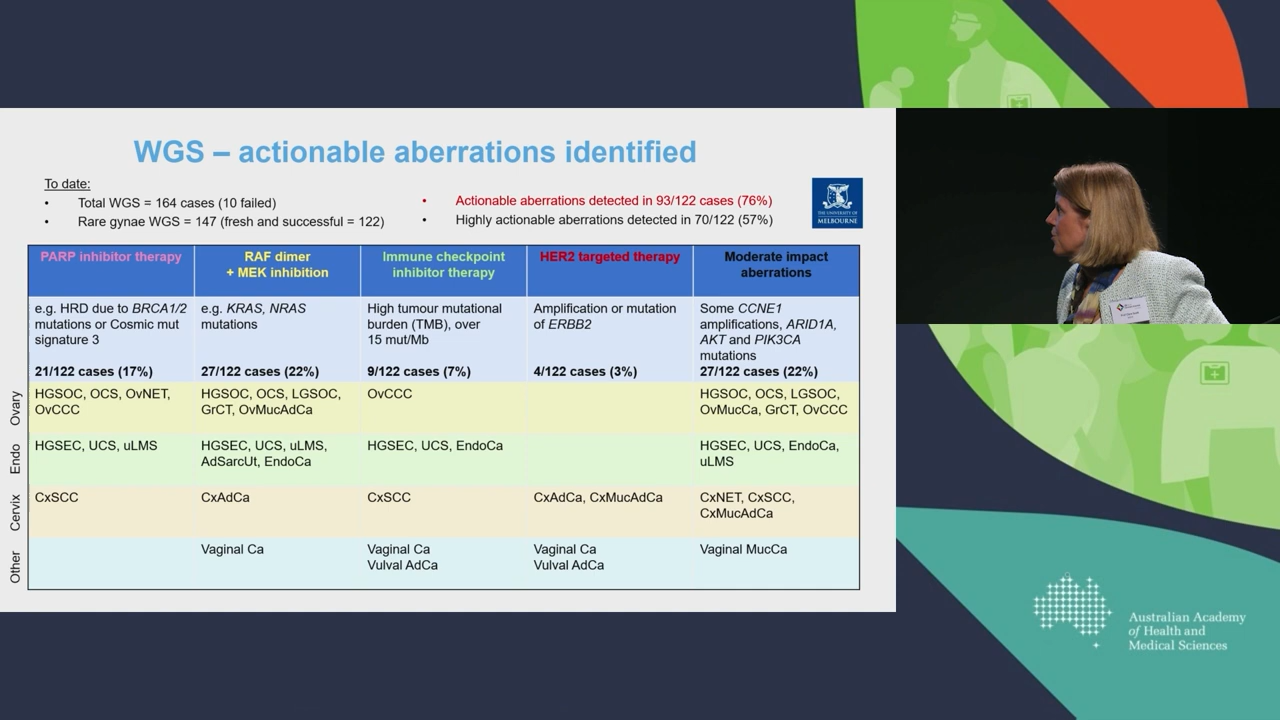 WGS – actionable aberrations identified
To date:
• Total WGS = 164 cases (10 failed)
• Rare gynae WGS = 147 (fresh and successful = 122)
• Actionable aberrations detected in 93/122 cases (76%)
• Highly actionable aberrations detected in 70/122 (57%)
THE UNIVERSITY OF
MELBOURNE
PARP inhibitor therapy
RAF dimer
+ MEK inhibition
Immune checkpoint
inhibitor therapy
HER2 targeted therapy
Moderate impact
aberrations
e.g. HRD due to BRCA1/2
mutations or Cosmic mut
signature 3
21/122 cases (17%)
e.g. KRAS, NRAS
mutations
27/122 cases (22%)
High tumour mutational
burden (TMB), over
15 mut/Mb
9/122 cases (7%)
Amplification or mutation
of ERBB2
4/122 cases (3%)
Some CCNE1
amplifications, ARID1A,
AKT and PIK3CA
mutations
27/122 cases (22%)
Ovary
HGSOC, OCS, OvNET,
OvCCC
HGSOC, OCS, LGSOC,
GrCT, OvMucAdCa
OvCCC
HGSOC, OCS, LGSOC,
OvMucCa, GrCT, OvCCC
Endo
HGSEC, UCS, uLMS
HGSEC, UCS, uLMS,
AdSarcUt, EndoCa
HGSEC, UCS, EndoCa
HGSEC, UCS, EndoCa,
uLMS
Cervix
CxSCC
CxAdCa
CxSCC
CxAdCa, CxMucAdCa
CxNET, CxSCC,
CxMucAdCa
Other
Vaginal Ca
Vaginal Ca
Vulval AdCa
Vaginal Ca
Vulval AdCa
Vaginal MucCa
Australian Academy
of Health and
Medical Sciences